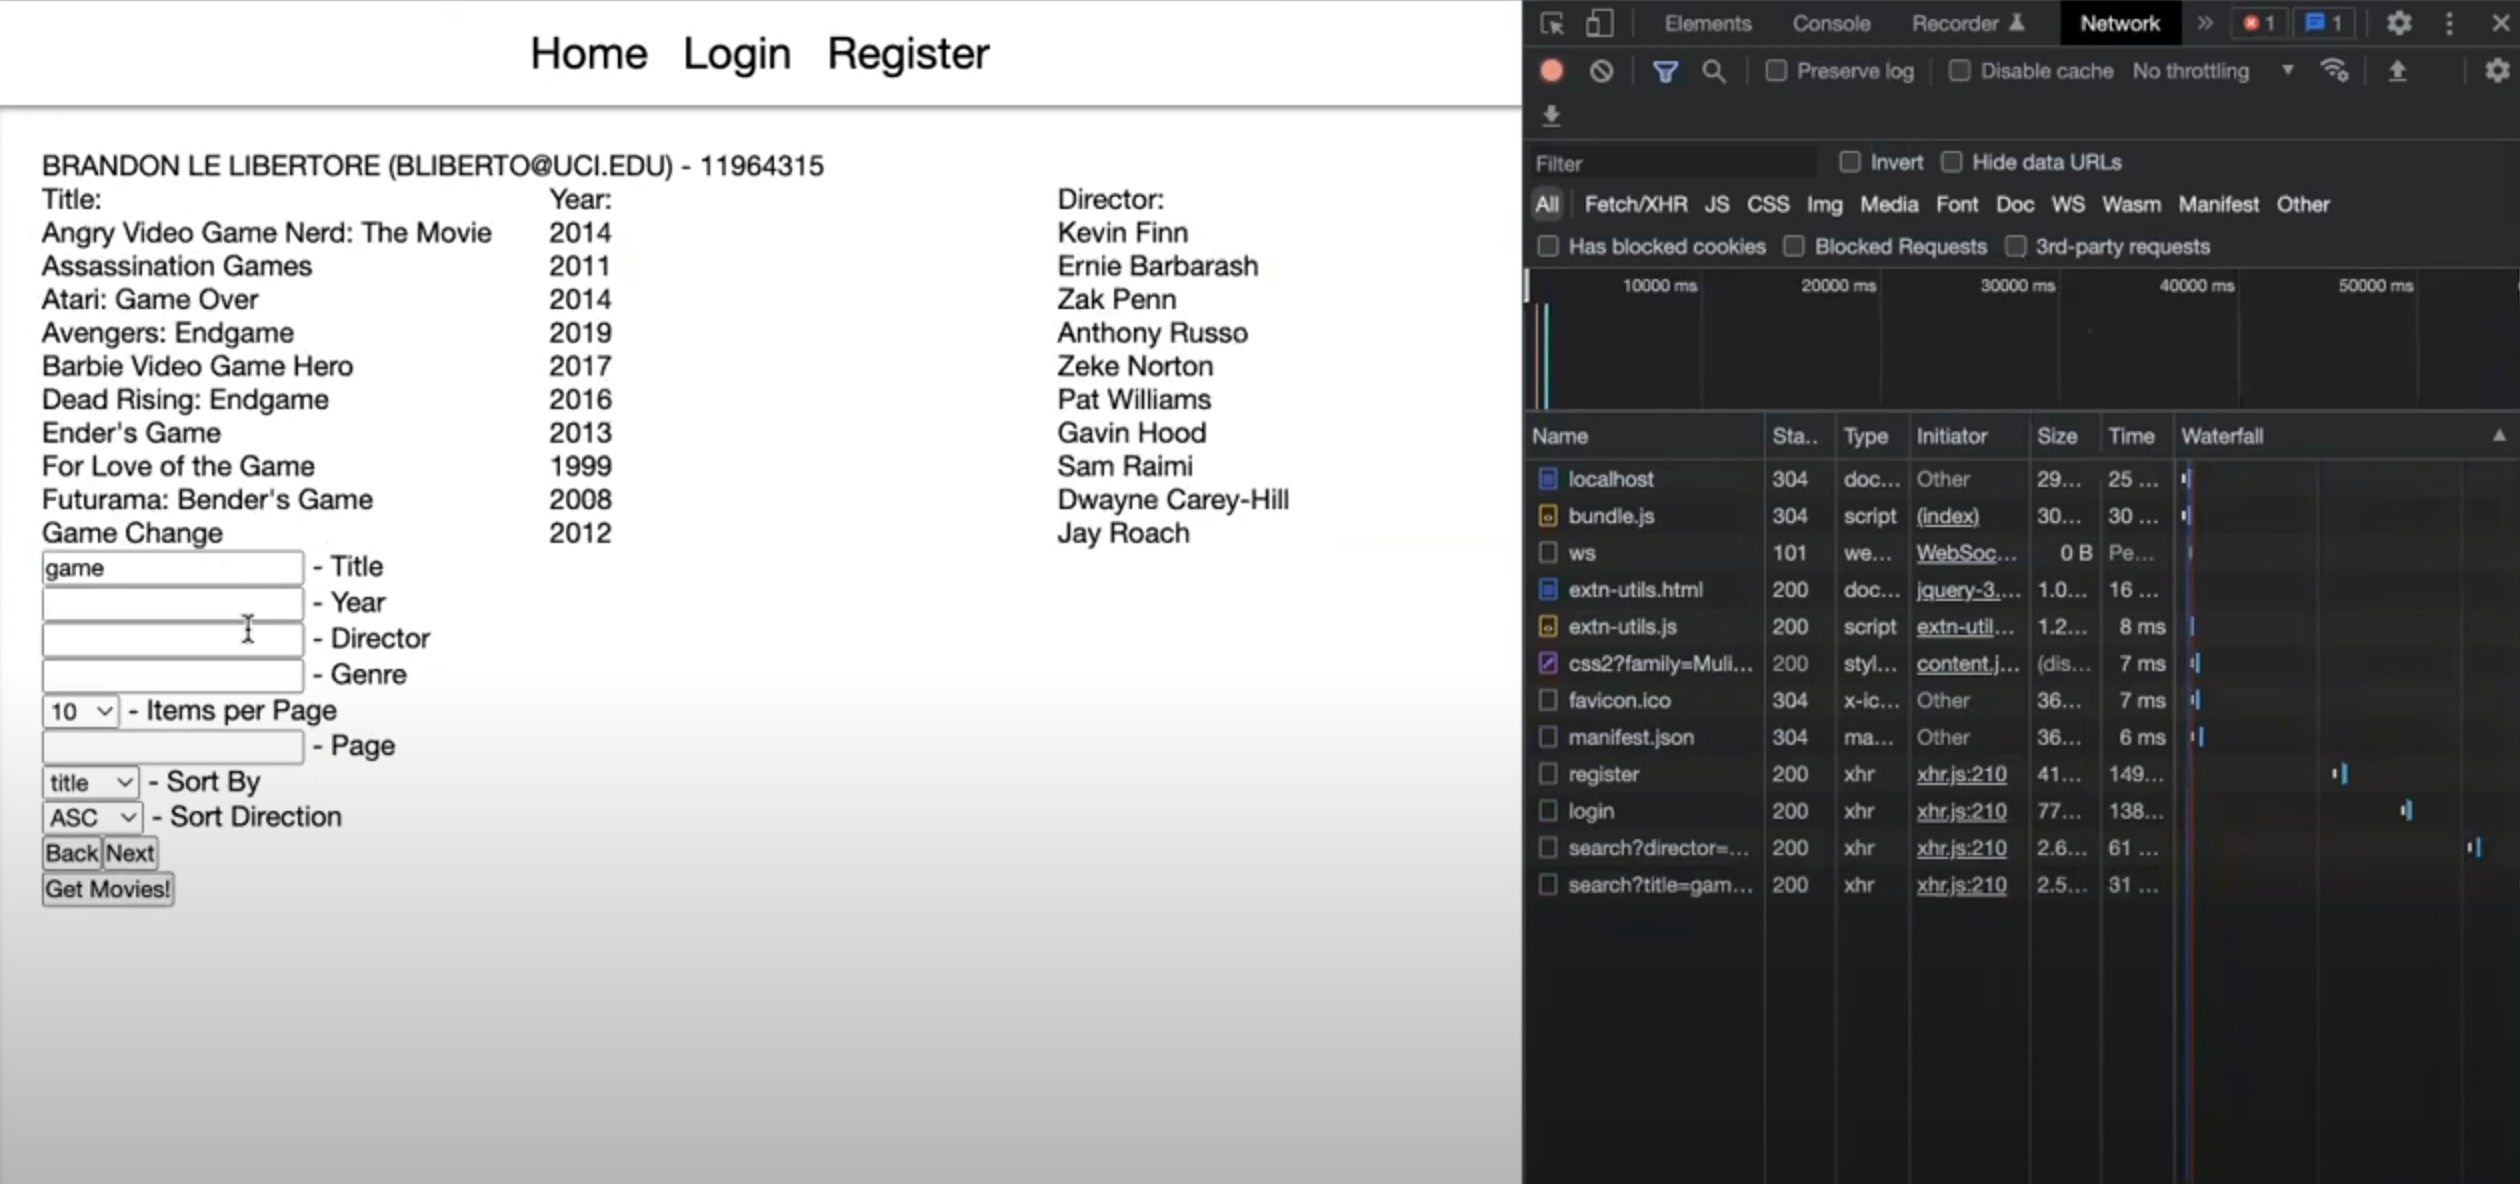 Home Login Register
BRANDON LE LIBERTORE (BLIBERTO@UCI.EDU) - 11964315
Title: Year: Director:
Angry Video Game Nerd: The Movie 2014 Kevin Finn
Assassination Games 2011 Ernie Barbarash
Atari: Game Over 2014 Zak Penn
Avengers: Endgame 2019 Anthony Russo
Barbie Video Game Hero 2017 Zeke Norton
Dead Rising: Endgame 2016 Pat Williams
Ender's Game 2013 Gavin Hood
For Love of the Game 1999 Sam Raimi
Futurama: Bender's Game 2008 Dwayne Carey-Hill
Game Change 2012 Jay Roach
game - Title
- Year
- Director
- Genre
10 - Items per Page
- Page
title - Sort By
ASC - Sort Direction
Back Next
Get Movies!
Elements Console Recorder Network » 1 1
Preserve log Disable cache No throttling
Filter Invert Hide data URLs
All Fetch/XHR JS CSS Img Media Font Doc WS Wasm Manifest Other
Has blocked cookies Blocked Requests 3rd-party requests
10000 ms 20000 ms 30000 ms 40000 ms 50000 ms
Name Sta.. Type Initiator Size Time Waterfall
localhost 304 doc... Other 29... 25 ...
bundle.js 304 script (index) 30... 30 ...
ws 101 we... WebSoc... 0 B Pe...
extn-utils.html 200 doc... jquery-3.... 1.0... 16 ...
extn-utils.js 200 script extn-util... 1.2... 8 ms
css2?family=Muli... 200 styl... content.j... (dis... 7 ms
favicon.ico 304 x-ic... Other 36... 7 ms
manifest.json 304 ma... Other 36... 6 ms
register 200 xhr xhr.js:210 41... 149...
login 200 xhr xhr.js:210 77... 138...
search?director=... 200 xhr xhr.js:210 2.6... 61 ...
search?title=gam... 200 xhr xhr.js:210 2.5... 31 ...